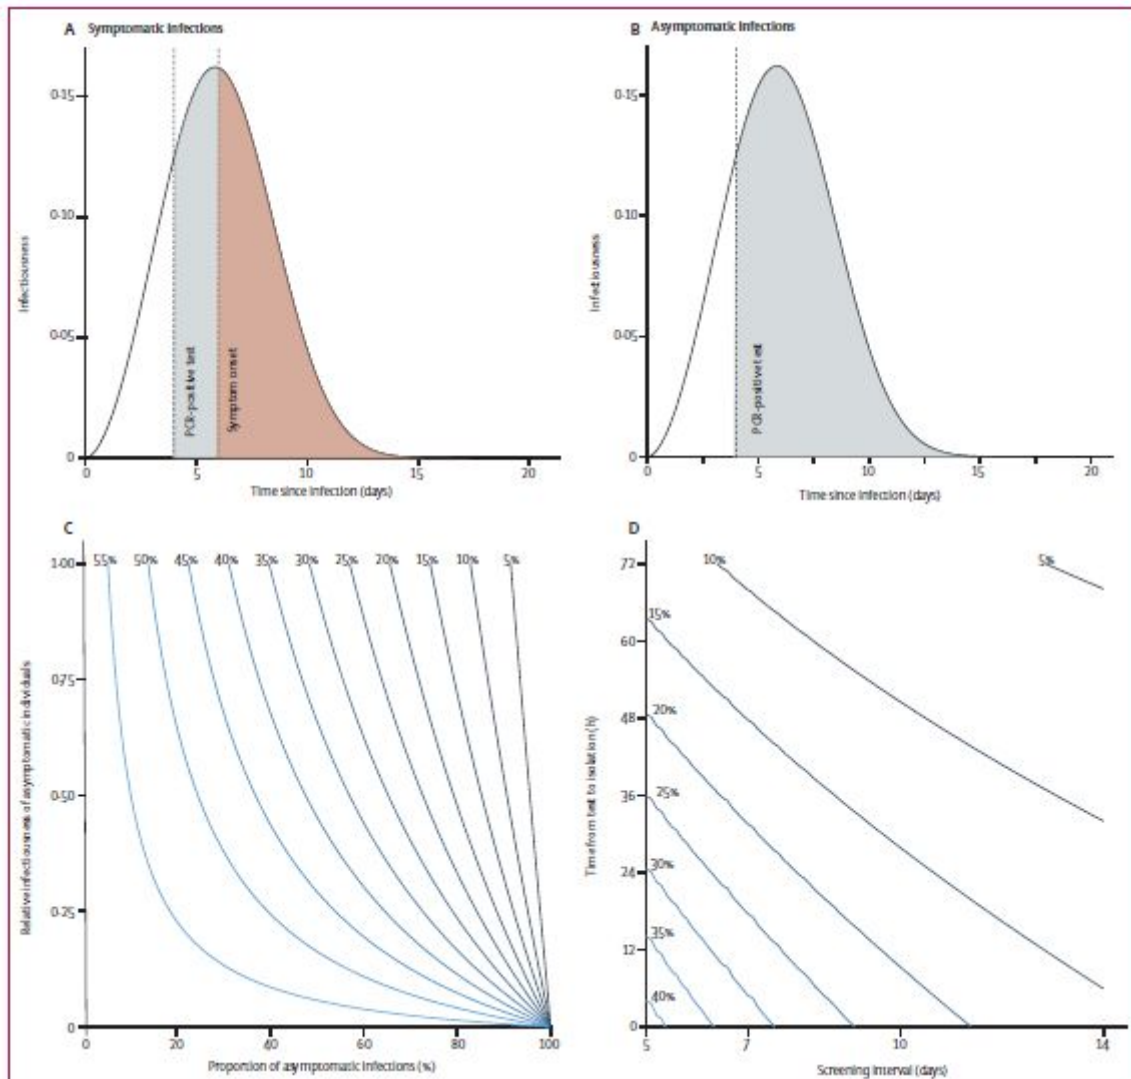 A Symptomatic infections
Infectiousness
0·15
0·10
0·05
0
PCR-positive test
Symptom onset
0 5 10 15 20
Time since infection (days)
B Asymptomatic infections
Infectiousness
0·15
0·10
0·05
0
PCR-positive test
0 5 10 15 20
Time since infection (days)
C
Relative infectiousness of asymptomatic individuals
55% 50% 45% 40% 35% 30% 25% 20% 15% 10% 5%
1·00
0·75
0·50
0·25
0
0 20 40 60 80 100
Proportion of asymptomatic infections (%)
D
Time from test to isolation (h)
72
60
48
36
24
12
0
10%
5%
15%
20%
25%
30%
35%
40%
5 7 10 14
Screening interval (days)